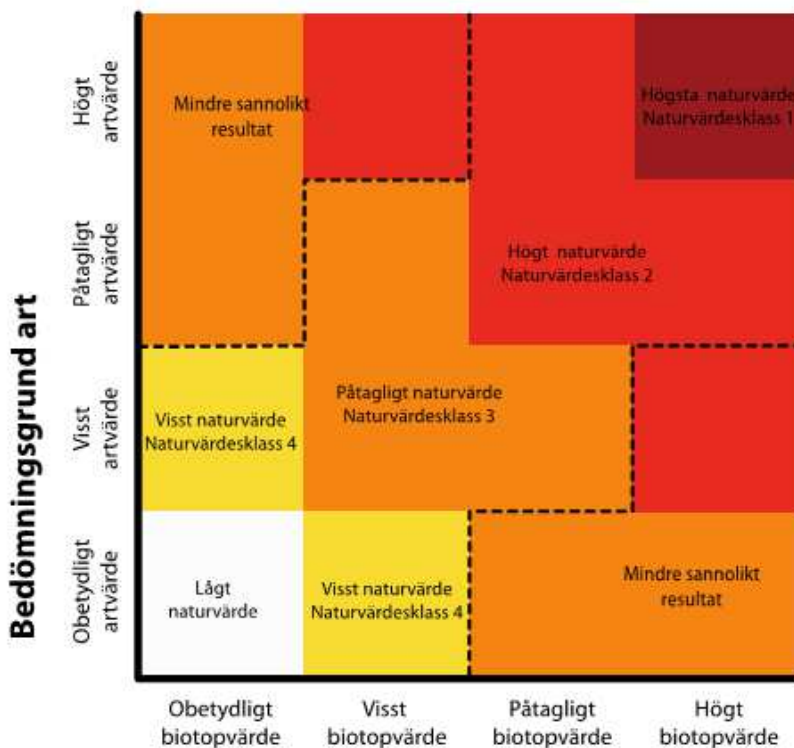 Högt
artvärde
Mindre sannolikt
resultat
Högsta naturvärde
Naturvärdesklass 1
Påtagligt
artvärde
Högt naturvärde
Naturvärdesklass 2
Bedömningsgrund art
Visst
artvärde
Visst naturvärde
Naturvärdesklass 4
Påtagligt naturvärde
Naturvärdesklass 3
Obetydligt
artvärde
Lågt
naturvärde
Visst naturvärde
Naturvärdesklass 4
Mindre sannolikt
resultat
Obetydligt
biotopvärde
Visst
biotopvärde
Påtagligt
biotopvärde
Högt
biotopvärde